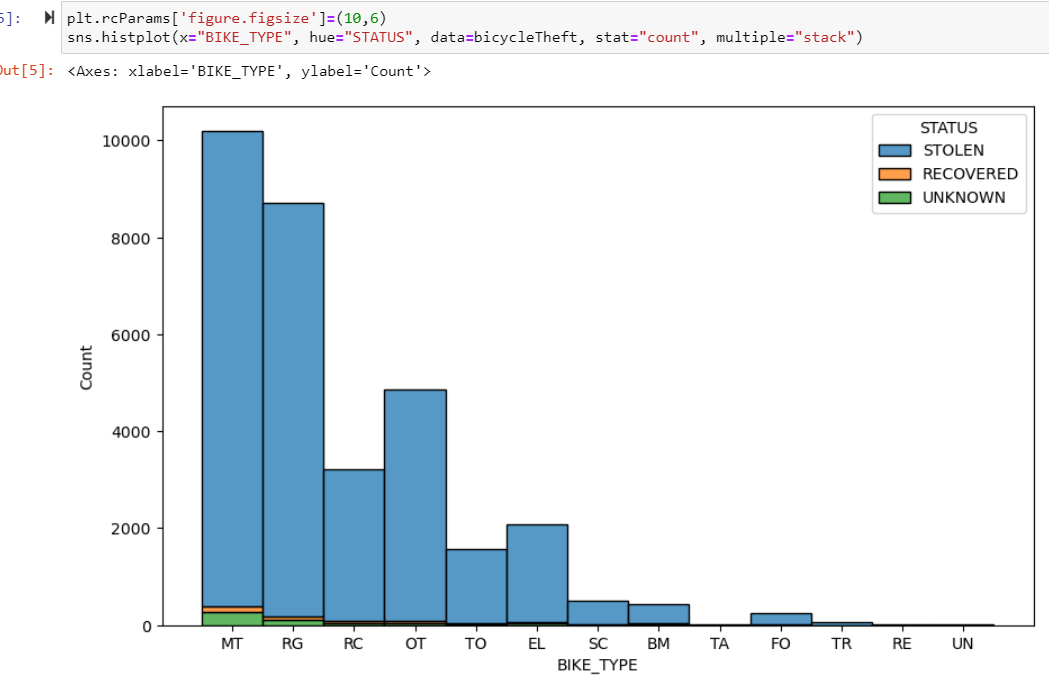 5]: plt.rcParams['figure.figsize']=(10,6)
sns.histplot(x="BIKE_TYPE", hue="STATUS", data=bicycleTheft, stat="count", multiple="stack")
Out[5]: <Axes: xlabel='BIKE_TYPE', ylabel='Count'>
STATUS
STOLEN
RECOVERED
UNKNOWN
10000
8000
6000
4000
2000
0
Count
MT RG RC OT TO EL SC BM TA FO TR RE UN
BIKE_TYPE